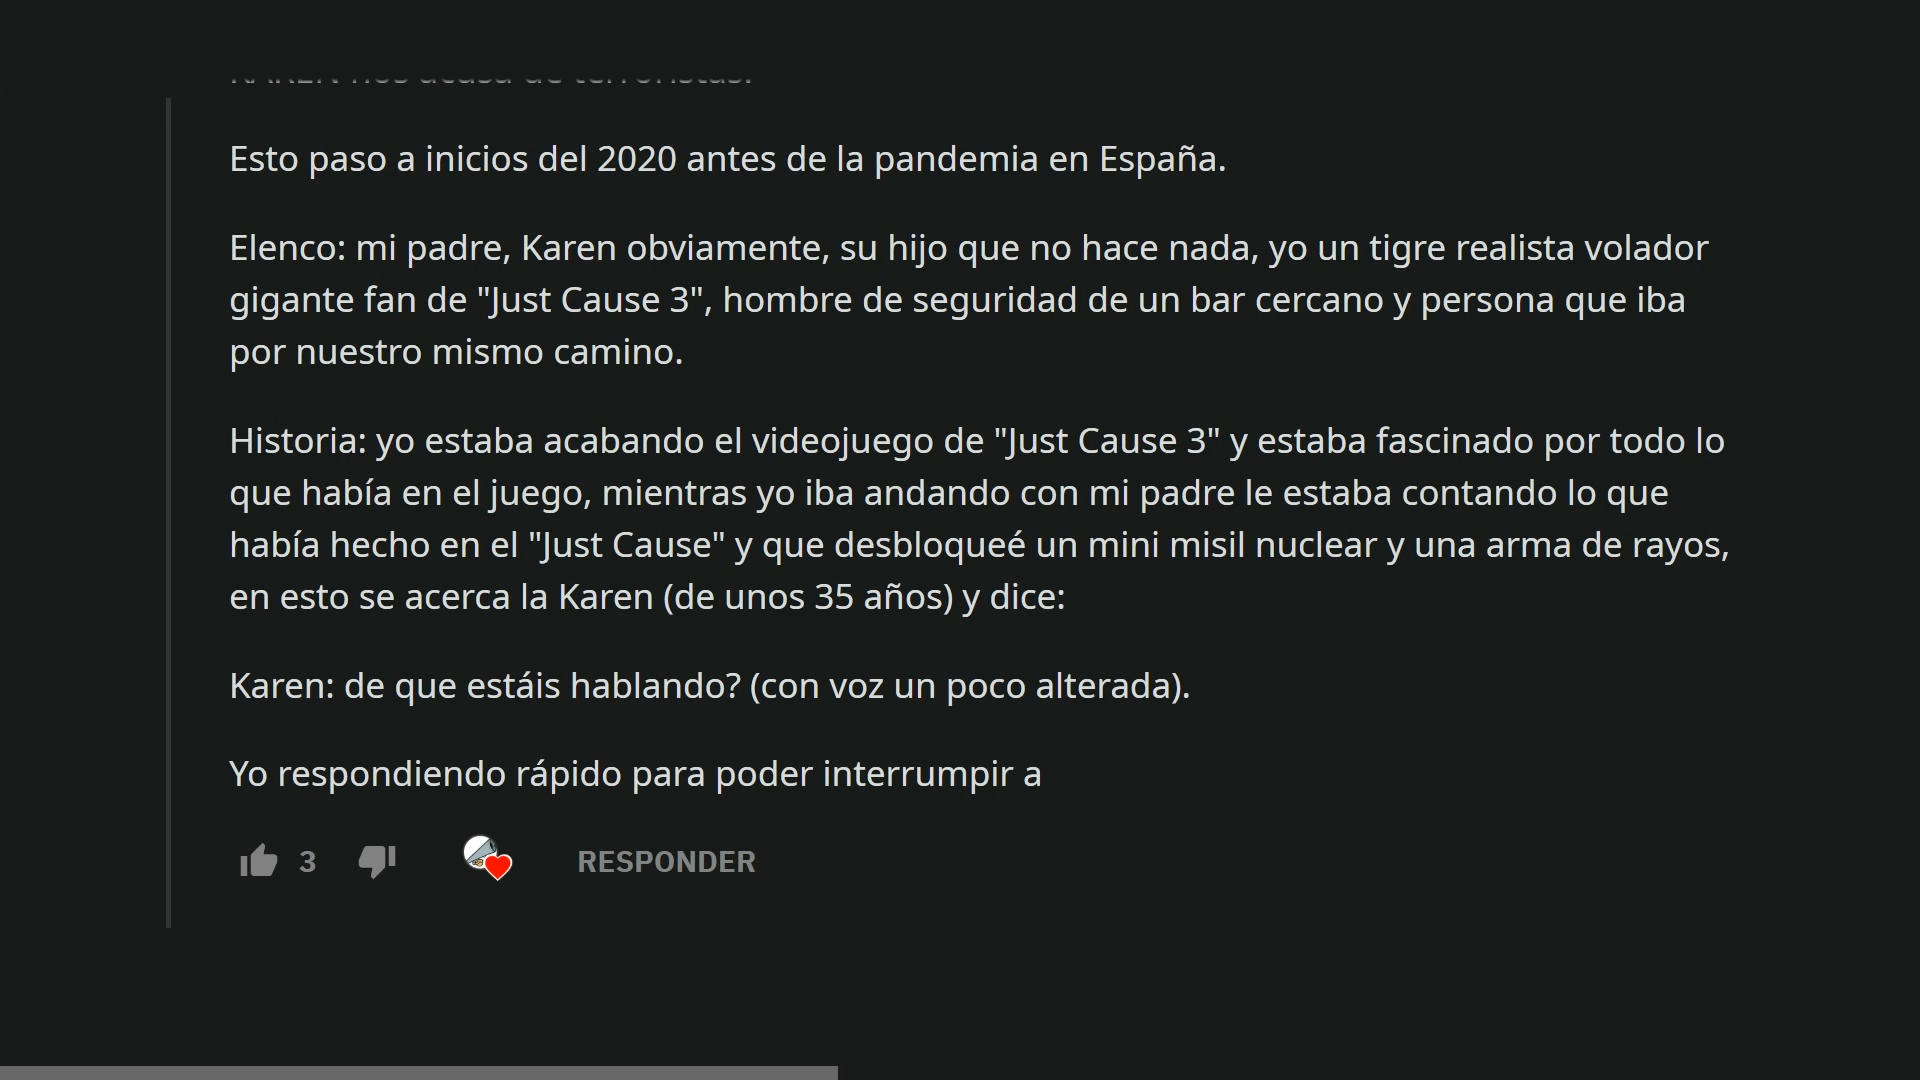 KAREN nos acusa de terroristas.
Esto paso a inicios del 2020 antes de la pandemia en España.
Elenco: mi padre, Karen obviamente, su hijo que no hace nada, yo un tigre realista volador
gigante fan de "Just Cause 3", hombre de seguridad de un bar cercano y persona que iba
por nuestro mismo camino.
Historia: yo estaba acabando el videojuego de "Just Cause 3" y estaba fascinado por todo lo
que había en el juego, mientras yo iba andando con mi padre le estaba contando lo que
había hecho en el "Just Cause" y que desbloqueé un mini misil nuclear y una arma de rayos,
en esto se acerca la Karen (de unos 35 años) y dice:
Karen: de que estáis hablando? (con voz un poco alterada).
Yo respondiendo rápido para poder interrumpir a
3 RESPONDER